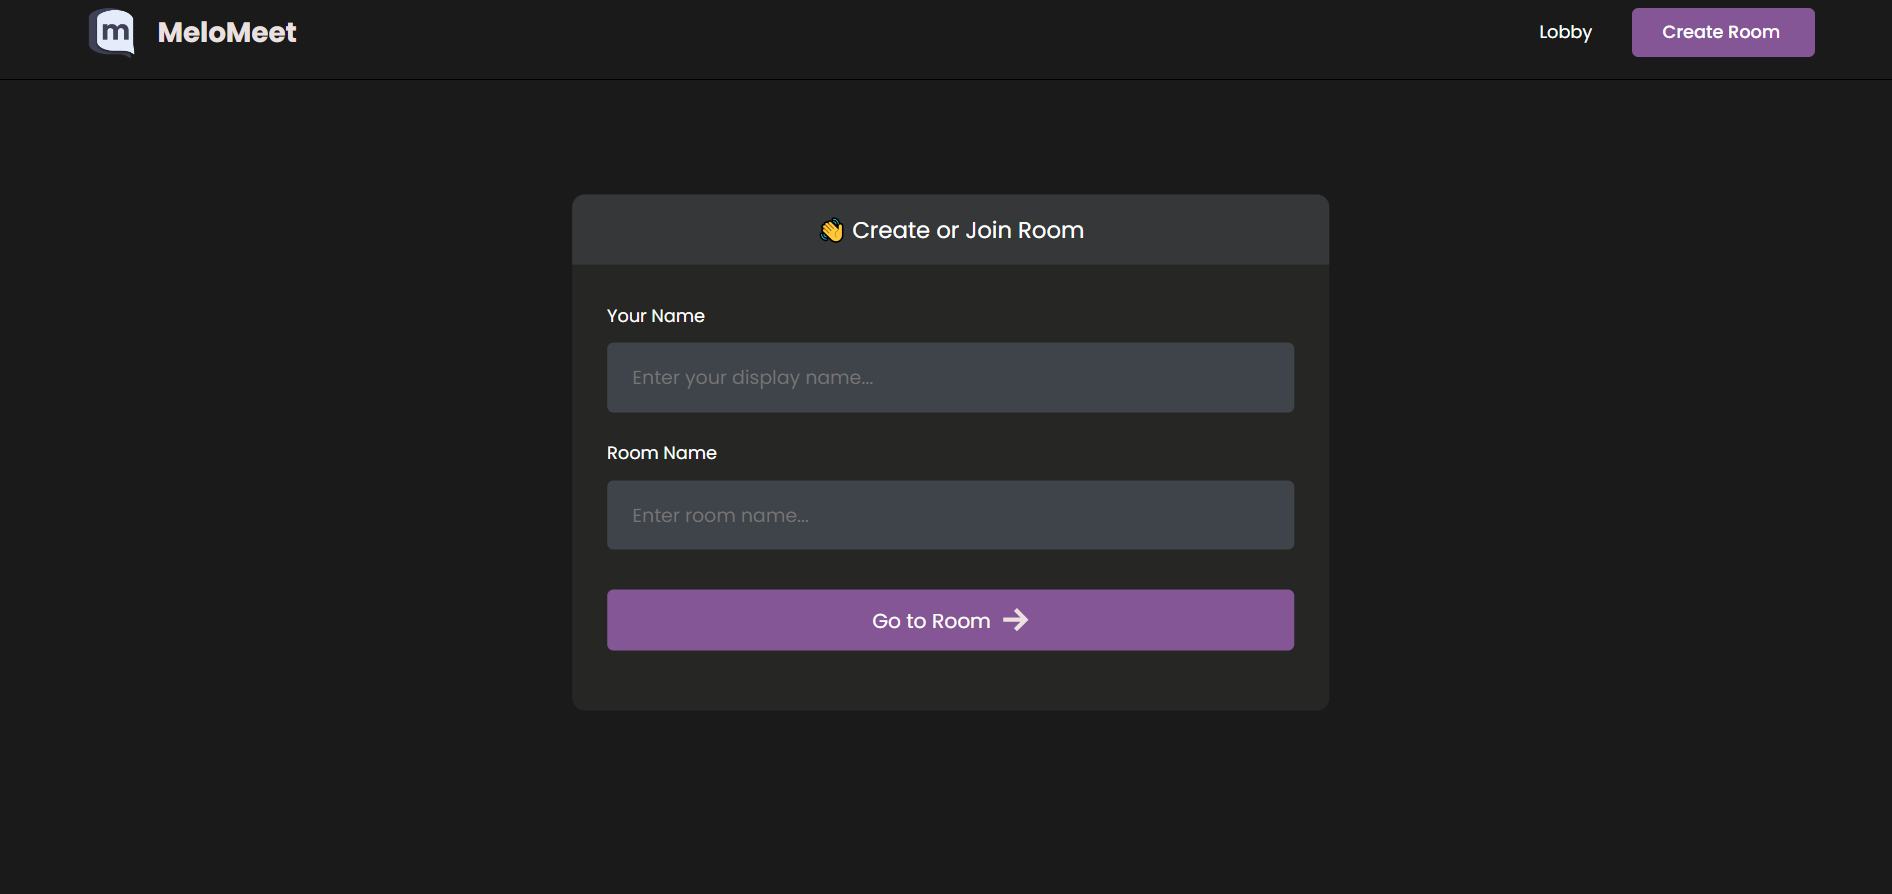 m MeloMeet Lobby Create Room
👋 Create or Join Room
Your Name
Enter your display name...
Room Name
Enter room name...
Go to Room →